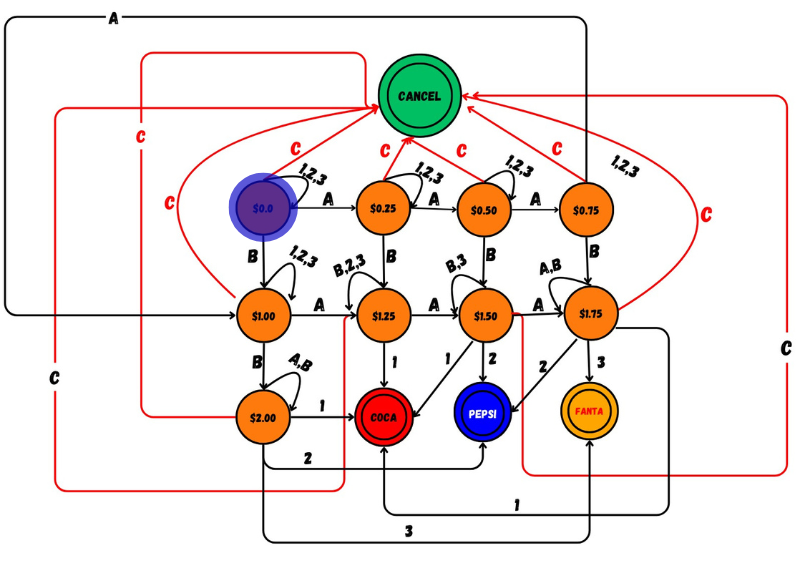 A
CANCEL
C
C
C
C
C
1,2,3
1,2,3
1,2,3
1,2,3
$0.0
A
$0.25
A
$0.50
A
$0.75
C
C
B
1,2,3
B,2,3
B
B,3
B
A,B
B
$1.00
A
$1.25
A
$1.50
A
$1.75
C
C
B
A,B
1
1
2
2
3
$2.00
1
COCA
PEPSI
FANTA
2
1
3